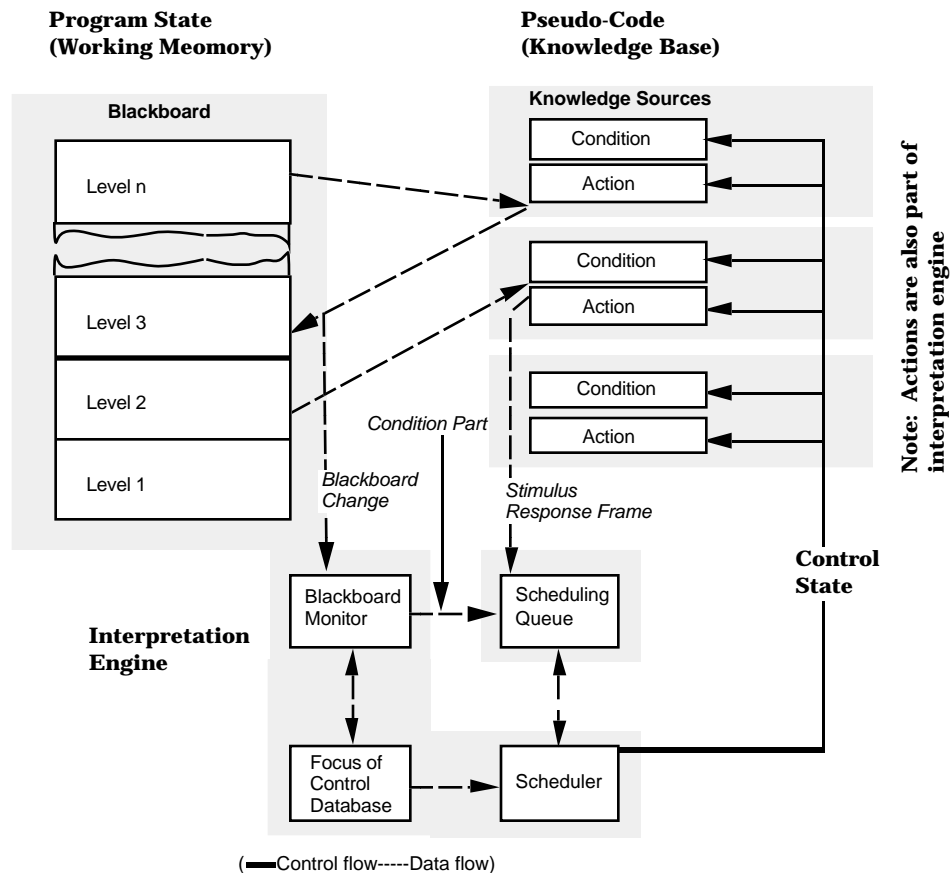 Program State
(Working Meomory)
Pseudo-Code
(Knowledge Base)
Blackboard
Level n
Level 3
Level 2
Level 1
Knowledge Sources
Condition
Action
Condition
Action
Condition
Action
Note: Actions are also part of
interpretation engine
Condition Part
Blackboard
Change
Stimulus
Response Frame
Control
State
Interpretation
Engine
Blackboard
Monitor
Scheduling
Queue
Focus of
Control
Database
Scheduler
(Control flow-----Data flow)